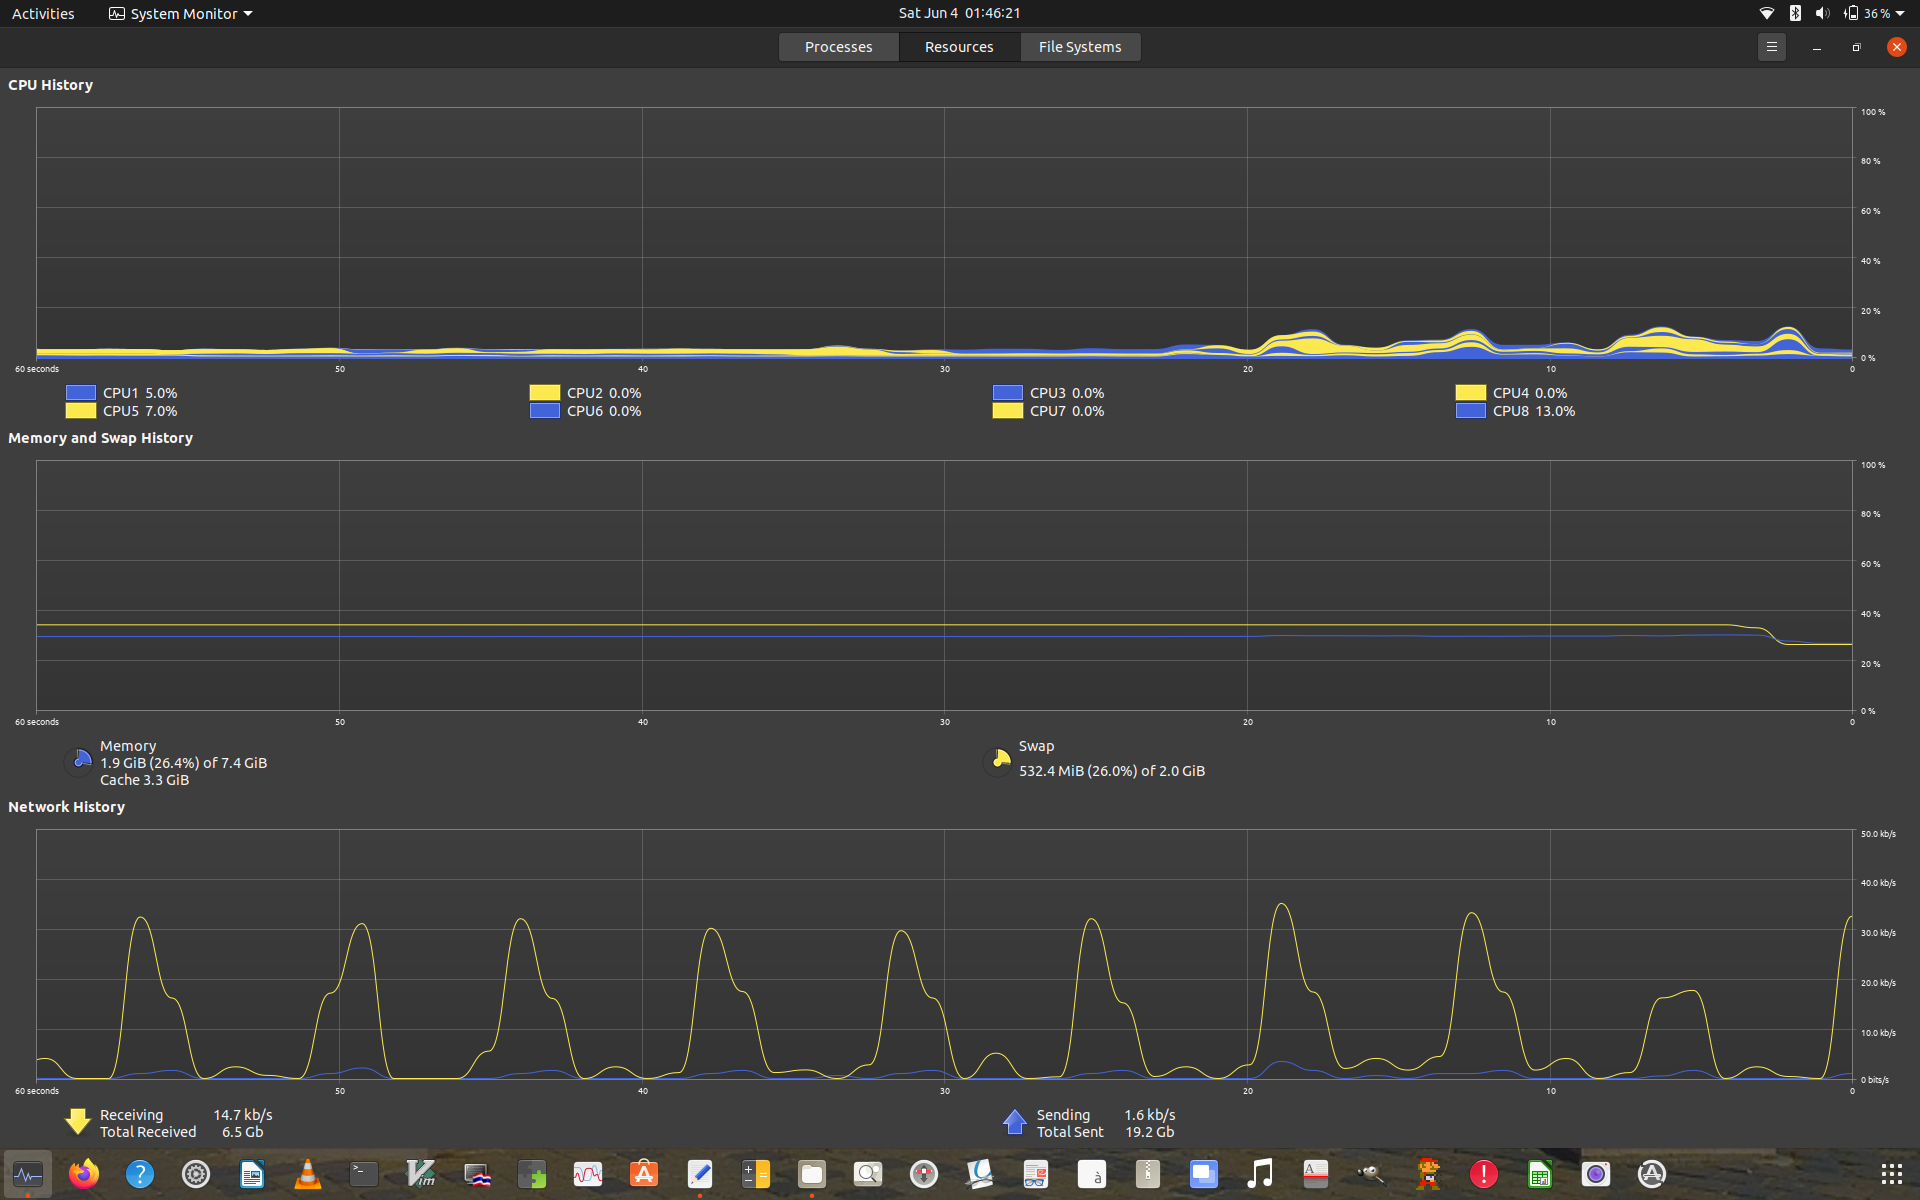 Activities
System Monitor
Sat Jun 4 01:46:21
36 %
Processes
Resources
File Systems
CPU History
100 %
80 %
60 %
40 %
20 %
0 %
60 seconds 50 40 30 20 10 0
CPU1 5.0% CPU2 0.0% CPU3 0.0% CPU4 0.0%
CPU5 7.0% CPU6 0.0% CPU7 0.0% CPU8 13.0%
Memory and Swap History
100 %
80 %
60 %
40 %
20 %
0 %
60 seconds 50 40 30 20 10 0
Memory
1.9 GiB (26.4%) of 7.4 GiB
Cache 3.3 GiB
Swap
532.4 MiB (26.0%) of 2.0 GiB
Network History
50.0 kb/s
40.0 kb/s
30.0 kb/s
20.0 kb/s
10.0 kb/s
0 bits/s
60 seconds 50 40 30 20 10 0
Receiving 14.7 kb/s
Total Received 6.5 Gb
Sending 1.6 kb/s
Total Sent 19.2 Gb